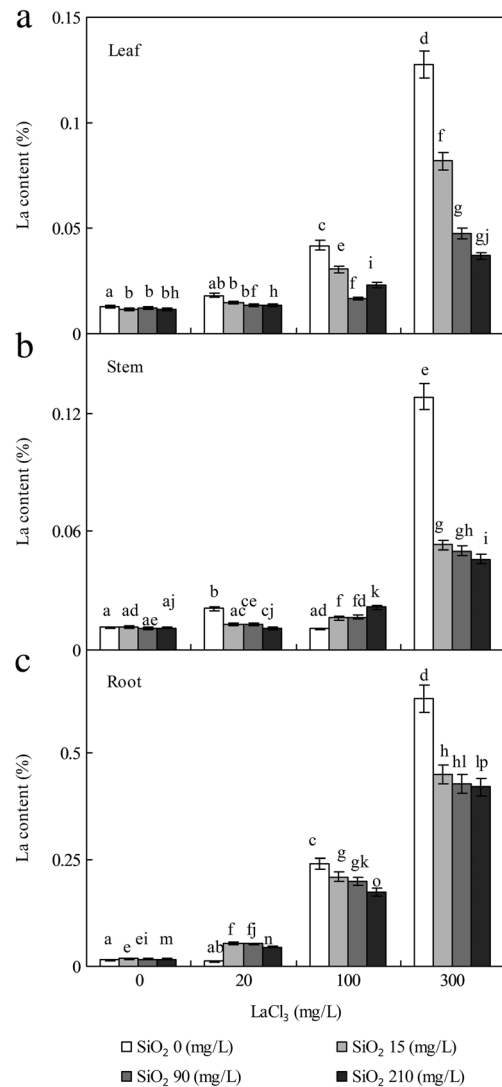 a
0.15
Leaf
0.1
0.05
0
La content (%)
d
f
g
gj
c
e
f
i
ab b bf h
a b b bh
b
Stem
0.12
0.06
0
La content (%)
e
g gh i
a ad ae aj
b ac ce cj
ad f fd k
c
Root
0.5
0.25
0
La content (%)
d
h hl lp
c g gk o
a e ei m
ab f fj n
0 20 100 300
LaCl₃ (mg/L)
SiO₂ 0 (mg/L) SiO₂ 15 (mg/L)
SiO₂ 90 (mg/L) SiO₂ 210 (mg/L)